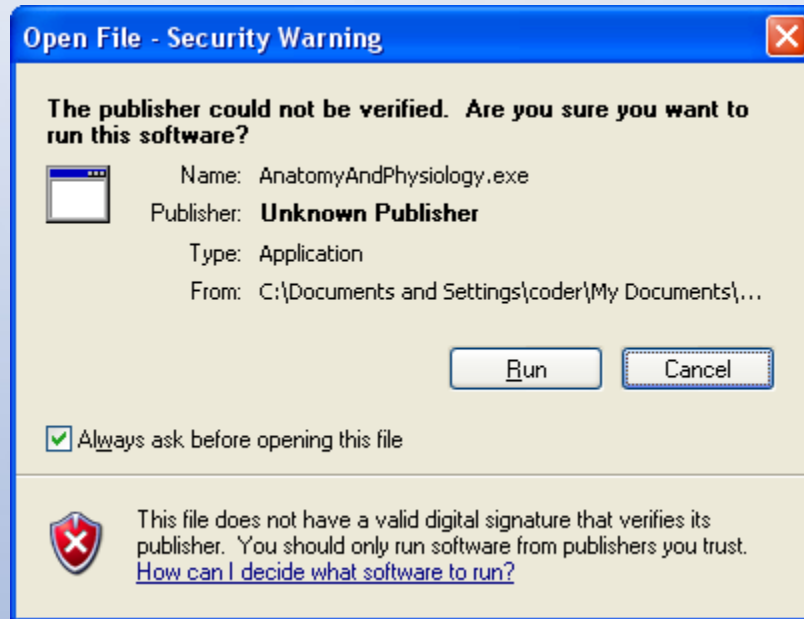 Open File - Security Warning
The publisher could not be verified.  Are you sure you want to
run this software?
Name: AnatomyAndPhysiology.exe
Publisher: Unknown Publisher
Type: Application
From: C:\Documents and Settings\coder\My Documents\...
Run Cancel
Always ask before opening this file
This file does not have a valid digital signature that verifies its
publisher.  You should only run software from publishers you trust.
How can I decide what software to run?